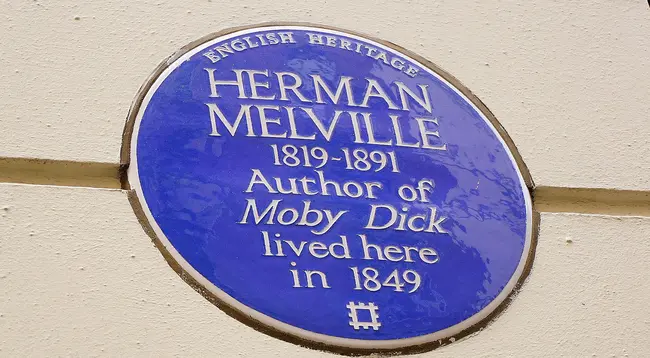 ENGLISH HERITAGE
HERMAN
MELVILLE
1819-1891
Author of
Moby Dick
lived here
in 1849